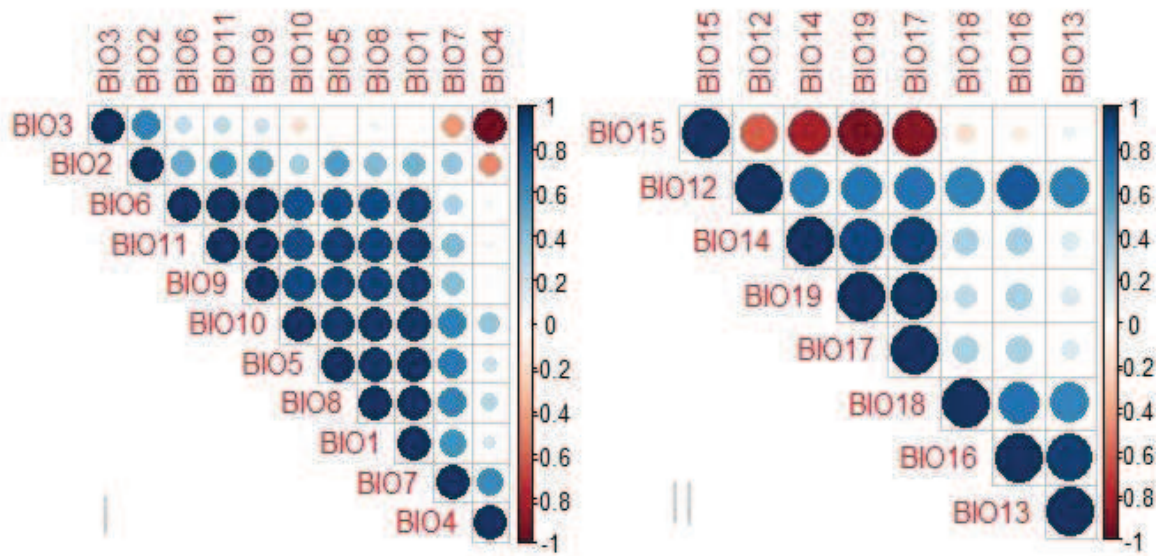 BIO3 BIO2 BIO6 BIO11 BIO9 BIO10 BIO5 BIO8 BIO1 BIO7 BIO4
BIO3
BIO2
BIO6
BIO11
BIO9
BIO10
BIO5
BIO8
BIO1
BIO7
BIO4
1
0.8
0.6
0.4
0.2
0
-0.2
-0.4
-0.6
-0.8
-1
I
BIO15 BIO12 BIO14 BIO19 BIO17 BIO18 BIO16 BIO13
BIO15
BIO12
BIO14
BIO19
BIO17
BIO18
BIO16
BIO13
1
0.8
0.6
0.4
0.2
0
-0.2
-0.4
-0.6
-0.8
-1
II